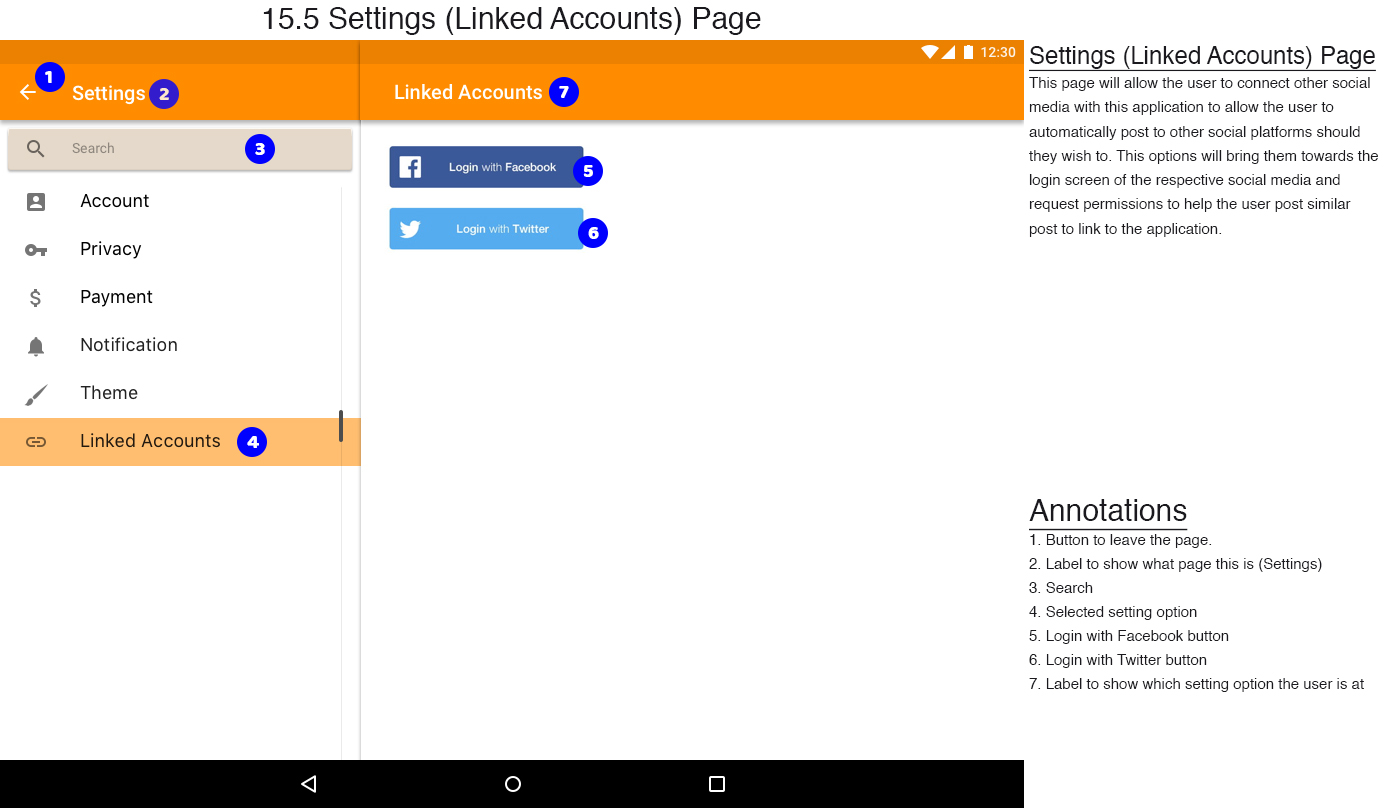 15.5 Settings (Linked Accounts) Page
12:30
1
Settings 2
Linked Accounts 7
Search 3
Account
Privacy
Payment
Notification
Theme
Linked Accounts 4
Login with Facebook 5
Login with Twitter 6
Settings (Linked Accounts) Page
This page will allow the user to connect other social
media with this application to allow the user to
automatically post to other social platforms should
they wish to. This options will bring them towards the
login screen of the respective social media and
request permissions to help the user post similar
post to link to the application.
Annotations
1. Button to leave the page.
2. Label to show what page this is (Settings)
3. Search
4. Selected setting option
5. Login with Facebook button
6. Login with Twitter button
7. Label to show which setting option the user is at